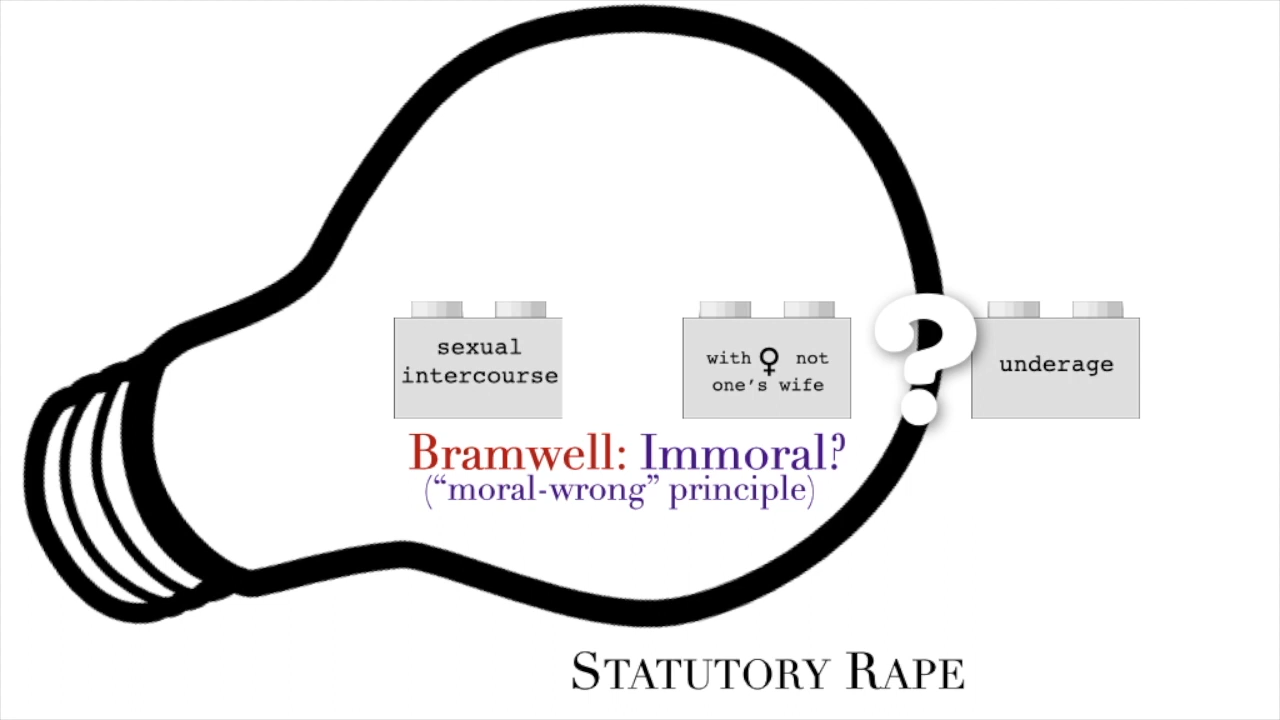 sexual
intercourse
with ♀ not
one's wife
?
underage
Bramwell: Immoral?
(“moral-wrong” principle)
STATUTORY RAPE